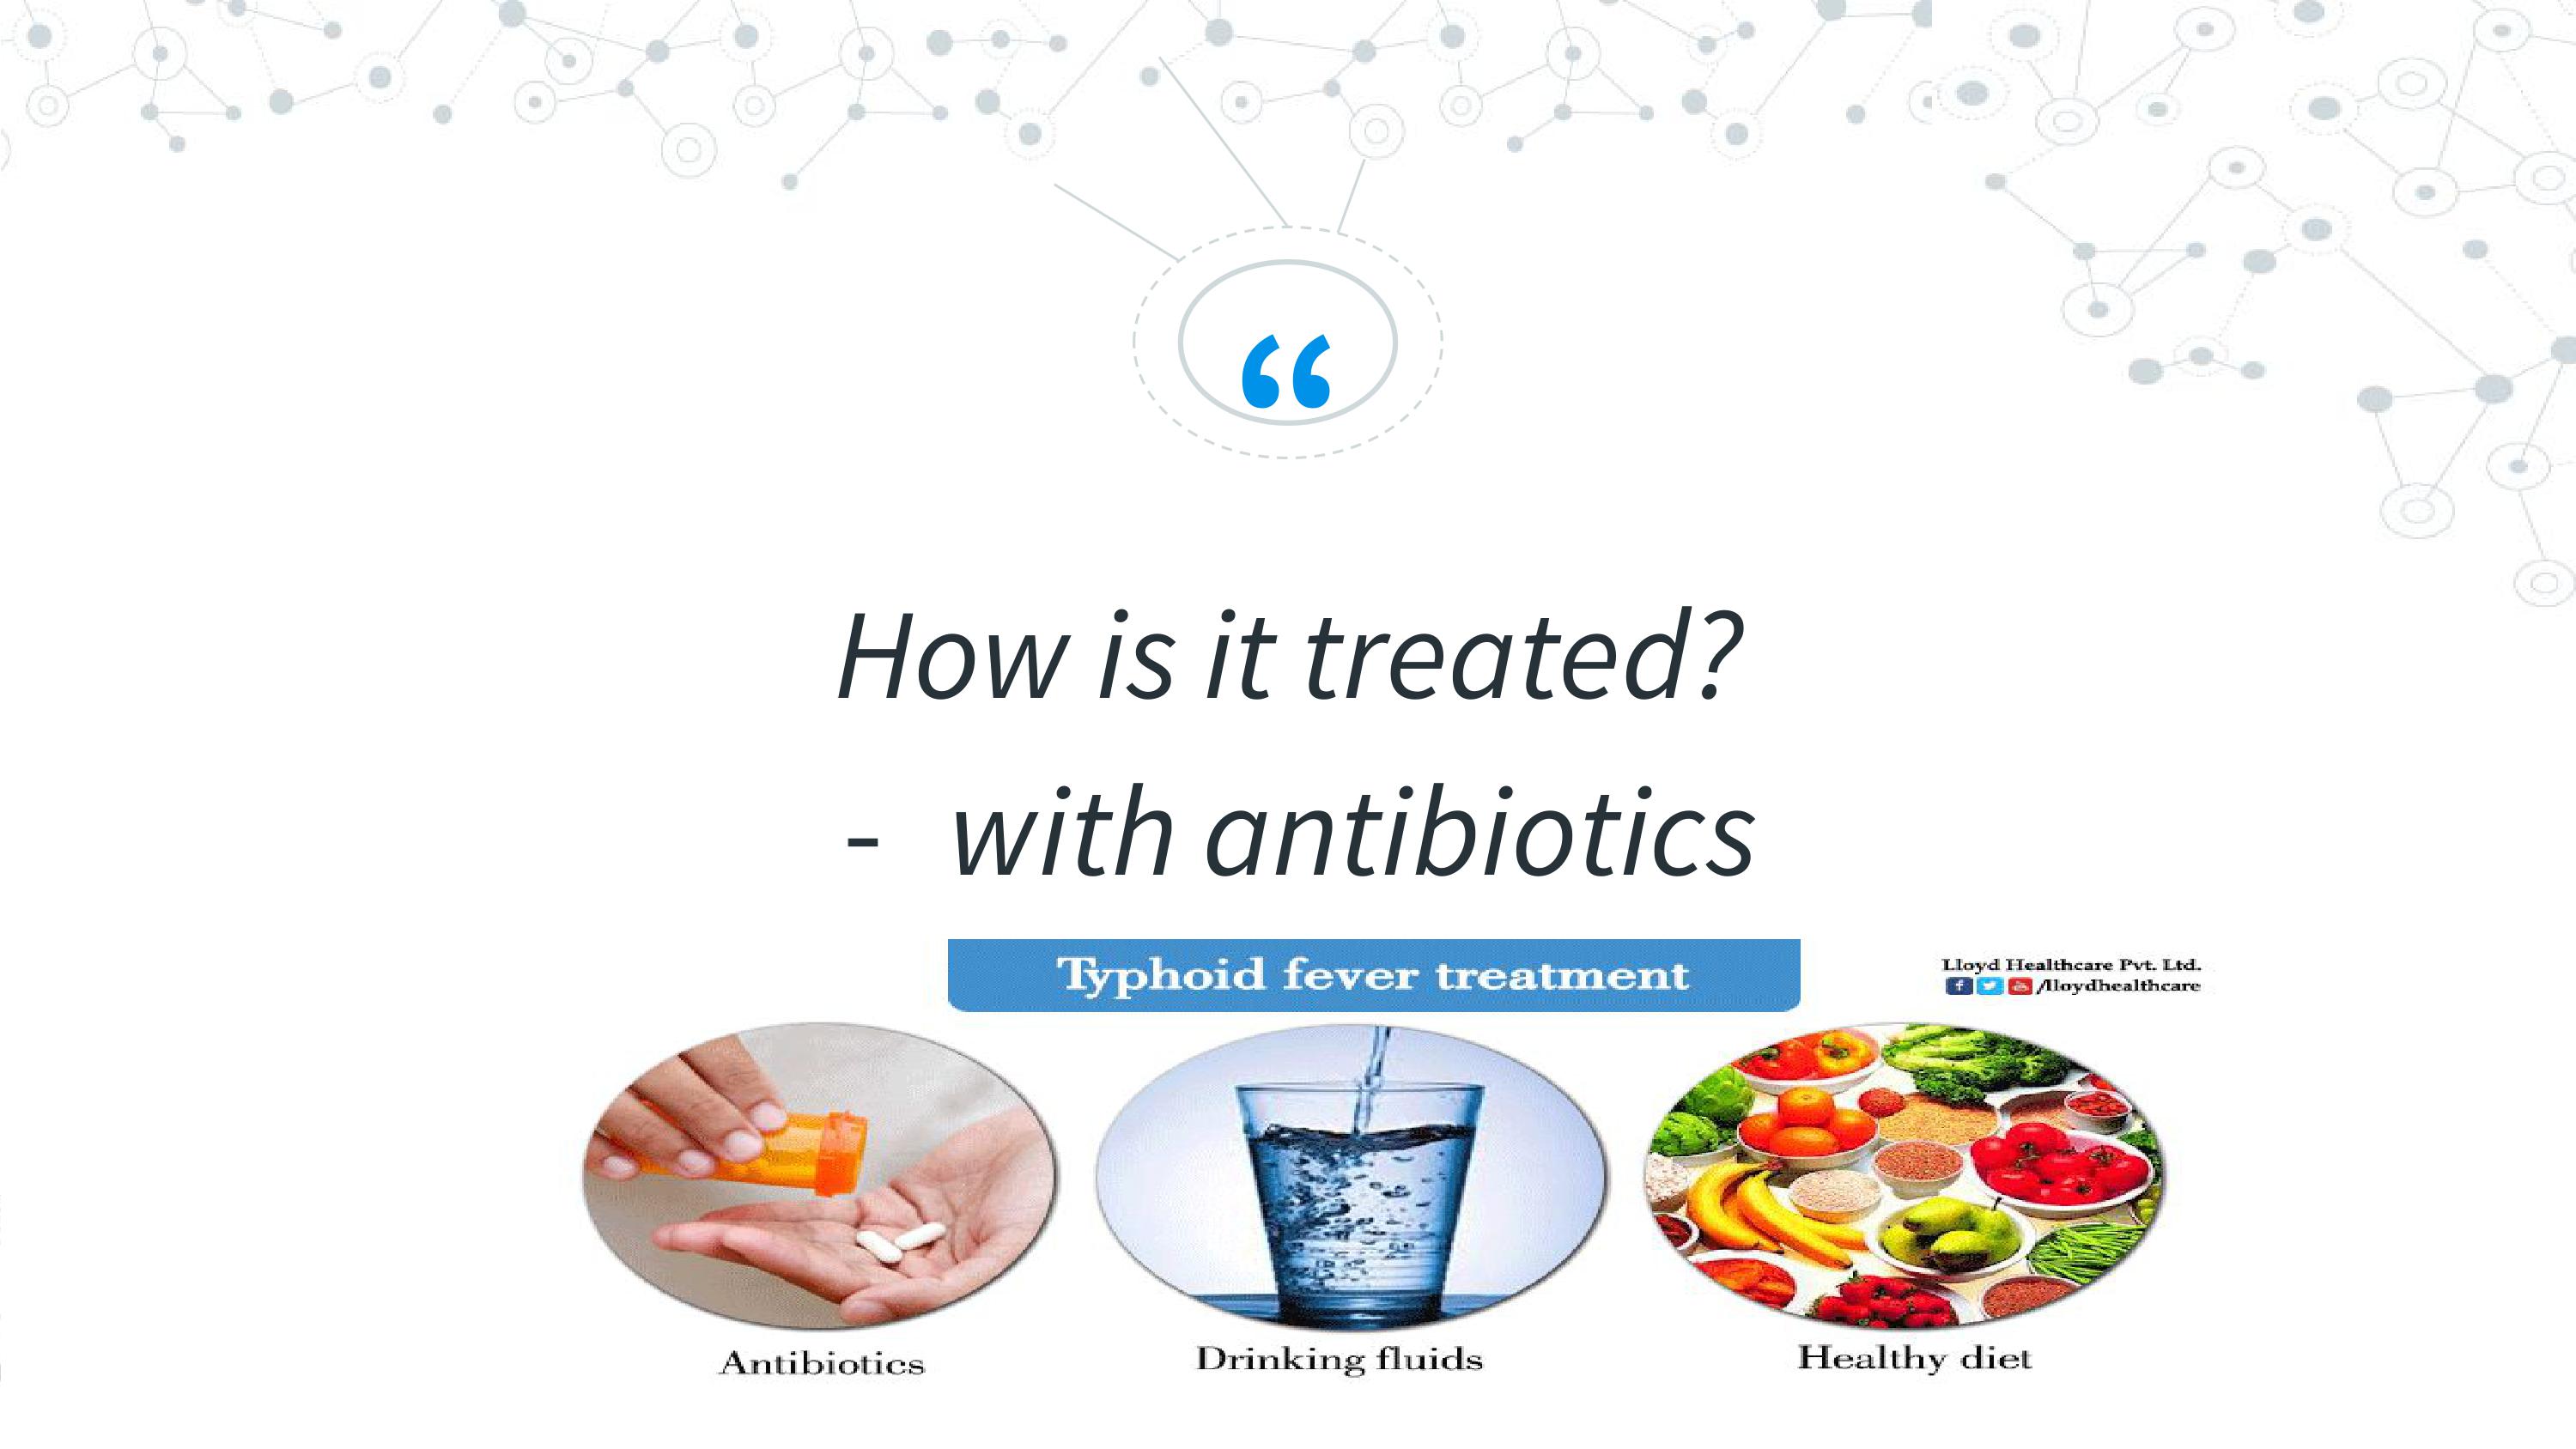 “
How is it treated?
- with antibiotics
Typhoid fever treatment
Lloyd Healthcare Pvt. Ltd.
/lloydhealthcare
Antibiotics
Drinking fluids
Healthy diet